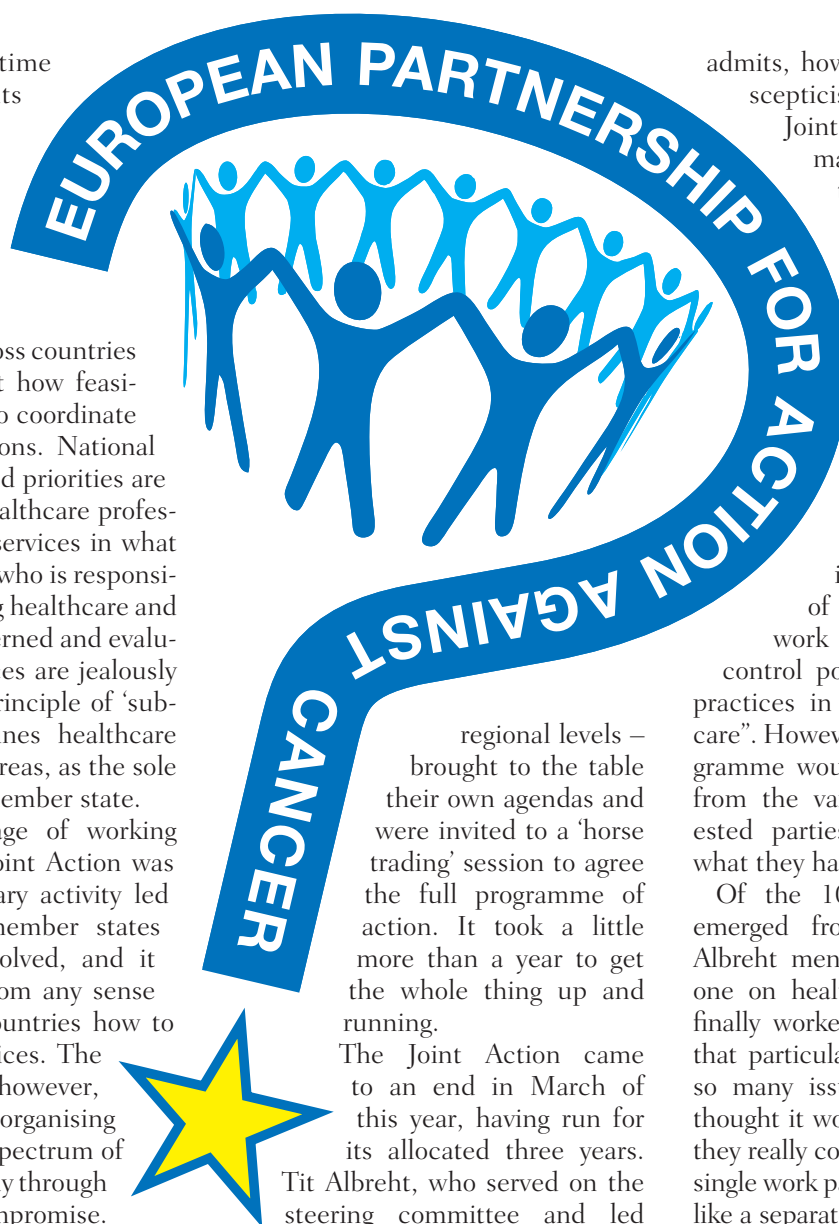 EUROPEAN PARTNERSHIP FOR ACTION AGAINST CANCER
time
ts
oss countries
t how feasi-
o coordinate
ons. National
d priorities are
althcare profes-
services in what
who is responsi-
g healthcare and
erned and evalu-
es are jealously
rinciple of ‘sub-
ines healthcare
reas, as the sole
ember state.
age of working
oint Action was
ary activity led
member states
olved, and it
om any sense
ountries how to
ices. The
however,
organising
pectrum of
y through
mpromise.
regional levels –
brought to the table
their own agendas and
were invited to a ‘horse
trading’ session to agree
the full programme of
action. It took a little
more than a year to get
the whole thing up and
running.
The Joint Action came
to an end in March of
this year, having run for
its allocated three years.
Tit Albreht, who served on the
steering committee and led
admits, how
scepticis
Joint
ma
i
of
work
control po
practices in
care”. Howev
gramme wou
from the va
ested parties
what they ha
Of the 10
emerged fro
Albreht men
one on heal
finally worke
that particula
so many issu
thought it wo
they really co
single work pa
like a separat